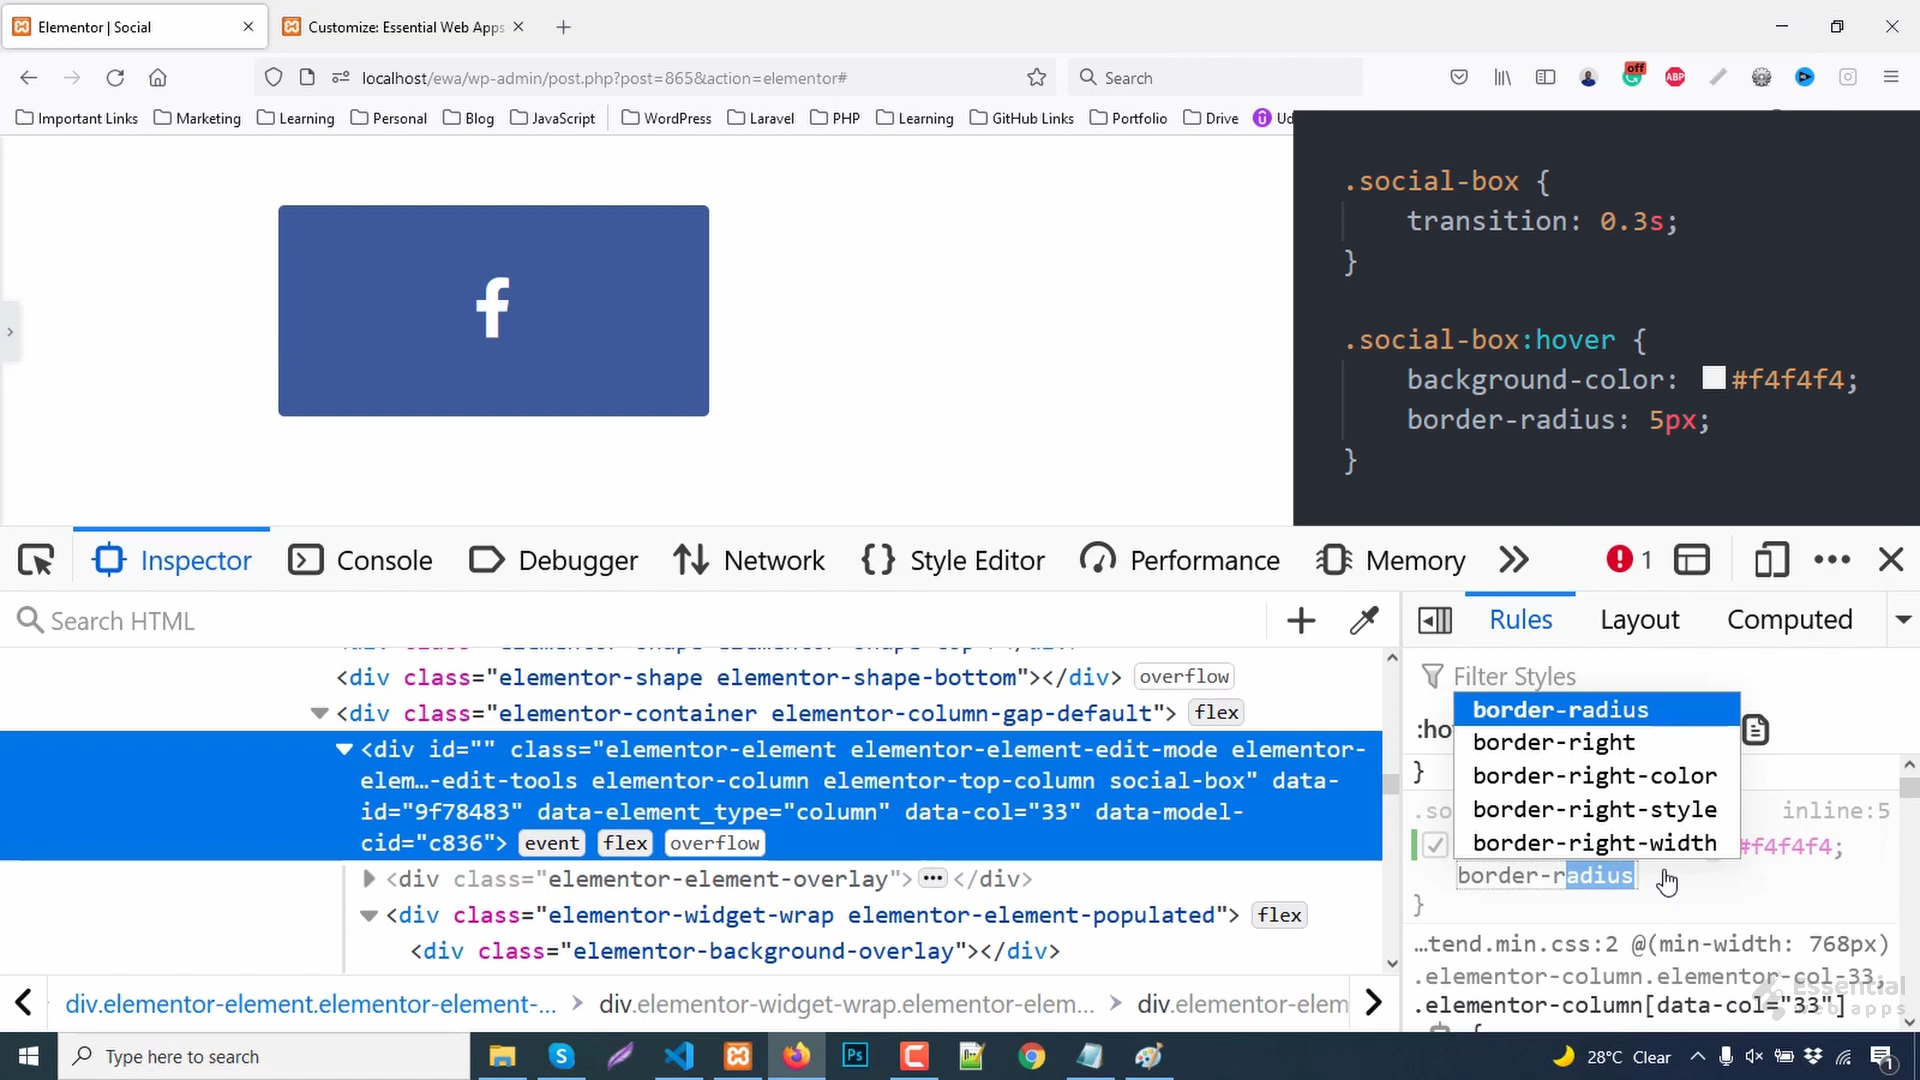 Elementor | Social
Customize: Essential Web Apps
localhost/ewa/wp-admin/post.php?post=865&action=elementor#
Search
off
ABP
Important Links
Marketing
Learning
Personal
Blog
JavaScript
WordPress
Laravel
PHP
Learning
GitHub Links
Portfolio
Drive
Ud
f
.social-box {
transition: 0.3s;
}
.social-box:hover {
background-color: #f4f4f4;
border-radius: 5px;
}
Inspector
Console
Debugger
Network
Style Editor
Performance
Memory
1
Search HTML
Rules
Layout
Computed
<div class="elementor-shape elementor-shape-bottom"></div> overflow
<div class="elementor-container elementor-column-gap-default"> flex
<div id="" class="elementor-element elementor-element-edit-mode elementor-
elem…-edit-tools elementor-column elementor-top-column social-box" data-
id="9f78483" data-element_type="column" data-col="33" data-model-
cid="c836"> event flex overflow
<div class="elementor-element-overlay"> ••• </div>
<div class="elementor-widget-wrap elementor-element-populated"> flex
<div class="elementor-background-overlay"></div>
div.elementor-element.elementor-element-…
div.elementor-widget-wrap.elementor-elem…
div.elementor-elem
Filter Styles
:ho
border-radius
border-right
border-right-color
border-right-style
border-right-width
}
.so
inline:5
#f4f4f4;
border-radius
}
…tend.min.css:2 @(min-width: 768px)
.elementor-column.elementor-col-33,
.elementor-column[data-col="33"]
{
Essential
web apps
Type here to search
Ps
28°C Clear
1